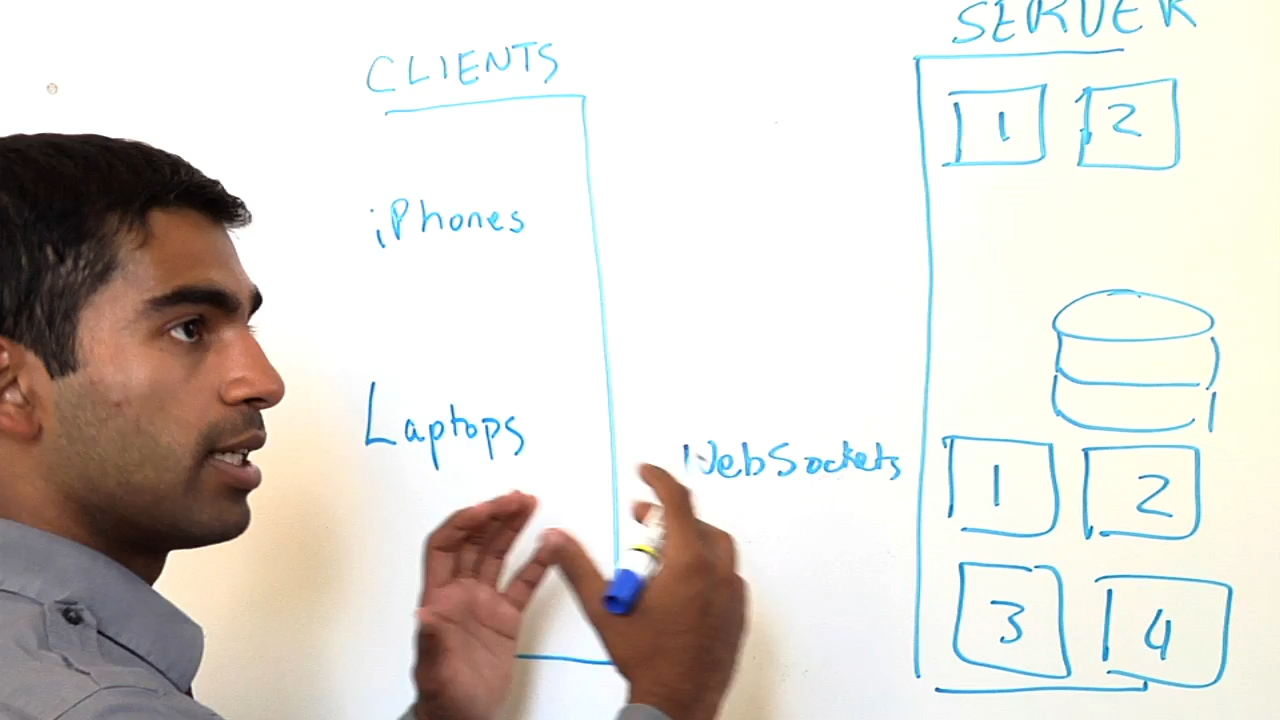 CLIENTS
iPhones
Laptops
WebSockets
SERVER
1 2
1 2
3 4